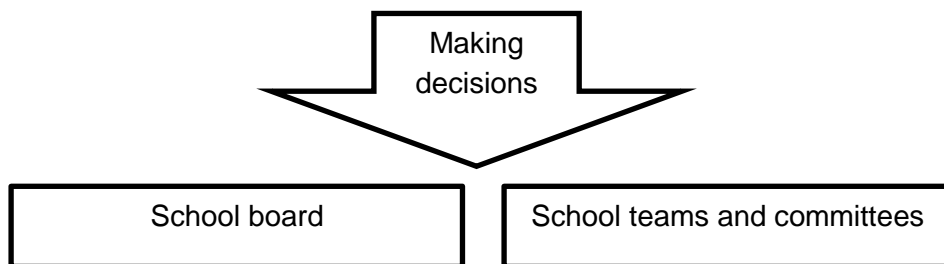 Making
decisions
School board
School teams and committees